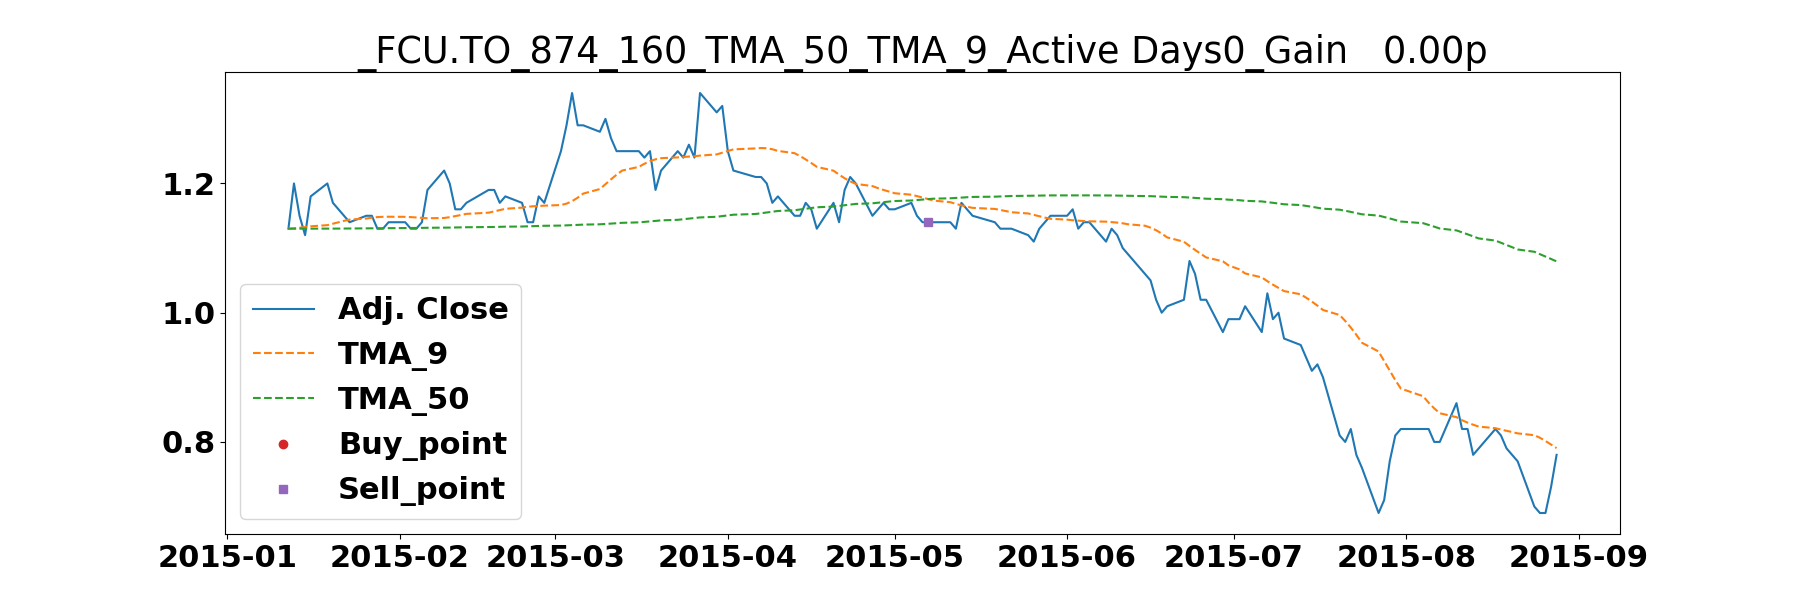 _FCU.TO_874_160_TMA_50_TMA_9_Active Days0_Gain   0.00p
1.2
1.0
0.8
Adj. Close
TMA_9
TMA_50
Buy_point
Sell_point
2015-01 2015-02 2015-03 2015-04 2015-05 2015-06 2015-07 2015-08 2015-09